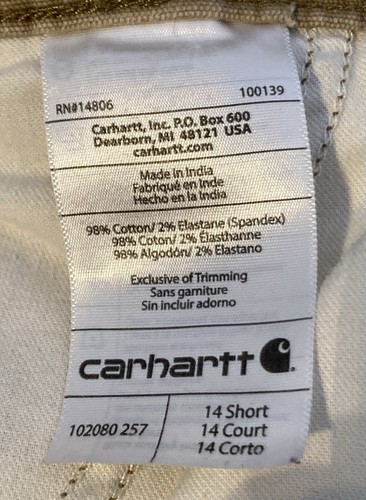 RN#14806 100139
Carhartt, Inc. P.O. Box 600
Dearborn, MI 48121 USA
carhartt.com
Made in India
Fabriqué en Inde
Hecho en la India
98% Cotton/ 2% Elastane (Spandex)
98% Coton/ 2% Élasthanne
98% Algodón/ 2% Elastano
Exclusive of Trimming
Sans garniture
Sin incluir adorno
carhartt
102080 257
14 Short
14 Court
14 Corto